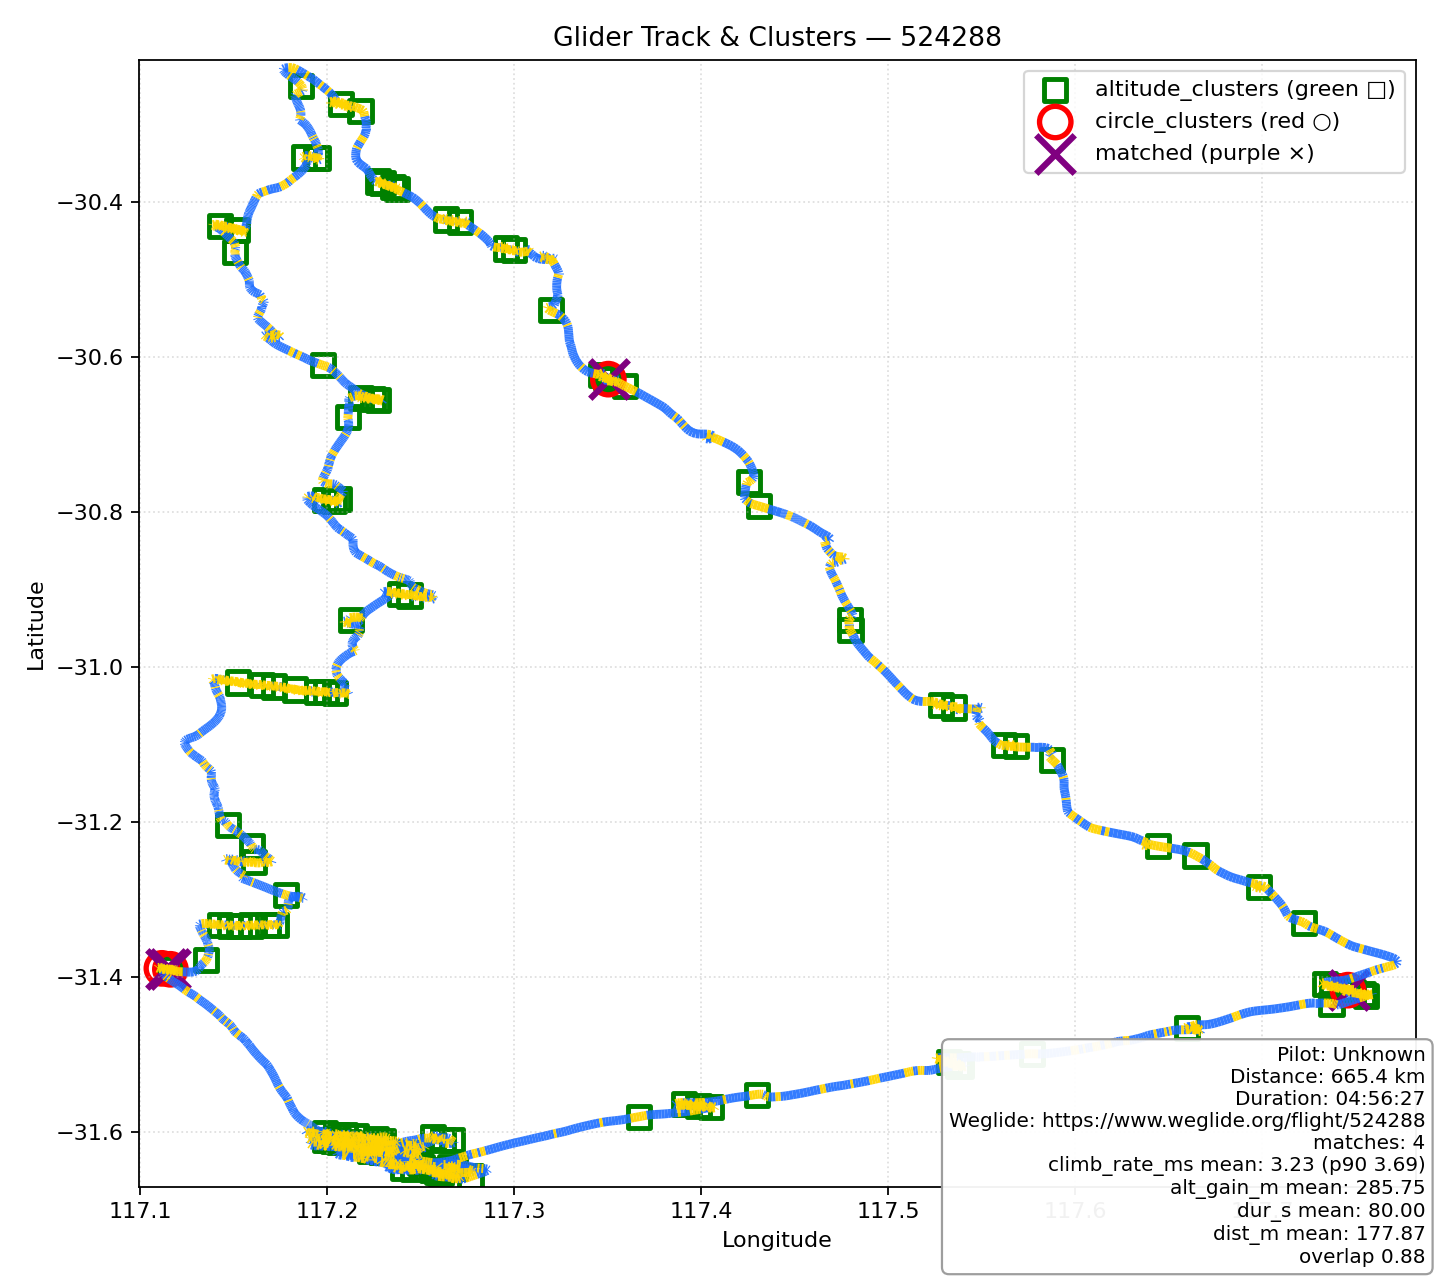 Glider Track & Clusters — 524288
altitude_clusters (green □)
circle_clusters (red ○)
matched (purple ×)
Latitude
−30.4
−30.6
−30.8
−31.0
−31.2
−31.4
−31.6
117.1
117.2
117.3
117.4
117.5
117.6
Longitude
Pilot: Unknown
Distance: 665.4 km
Duration: 04:56:27
Weglide: https://www.weglide.org/flight/524288
matches: 4
climb_rate_ms mean: 3.23 (p90 3.69)
alt_gain_m mean: 285.75
dur_s mean: 80.00
dist_m mean: 177.87
overlap 0.88